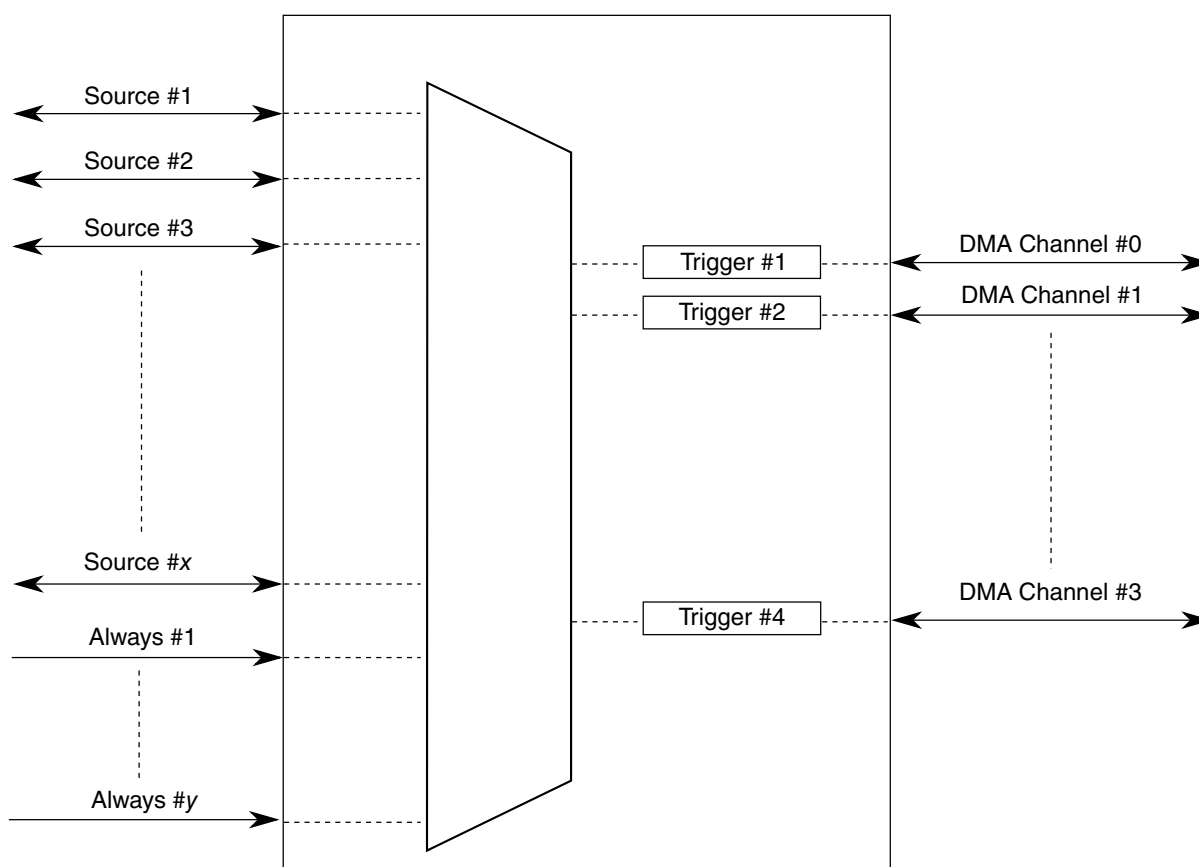 Source #1
Source #2
Source #3
Source #x
Always #1
Always #y
Trigger #1
Trigger #2
Trigger #4
DMA Channel #0
DMA Channel #1
DMA Channel #3